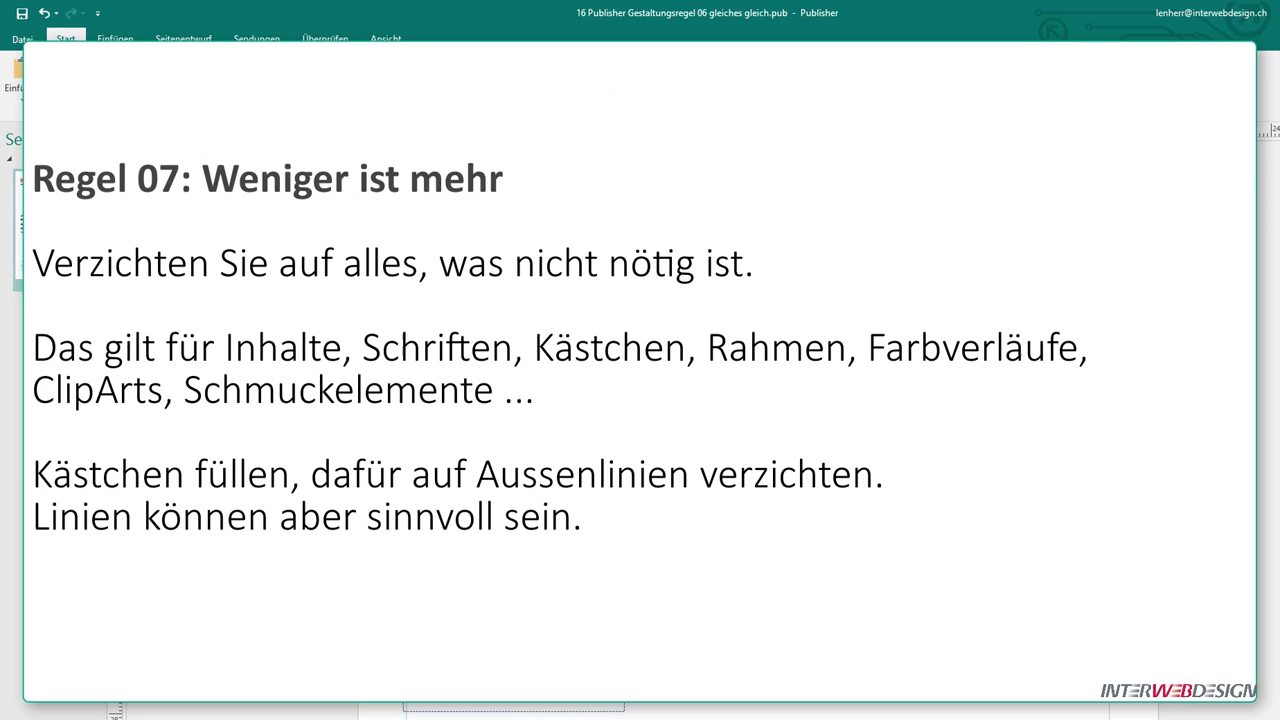 16 Publisher Gestaltungsregel 06 gleiches gleich.pub - Publisher
lenherr@interwebdesign.ch
Datei Start Einfügen Seitenentwurf Sendungen Überprüfen Ansicht
Regel 07: Weniger ist mehr
Verzichten Sie auf alles, was nicht nötig ist.
Das gilt für Inhalte, Schriften, Kästchen, Rahmen, Farbverläufe,
ClipArts, Schmuckelemente ...
Kästchen füllen, dafür auf Aussenlinien verzichten.
Linien können aber sinnvoll sein.
INTERWEBDESIGN